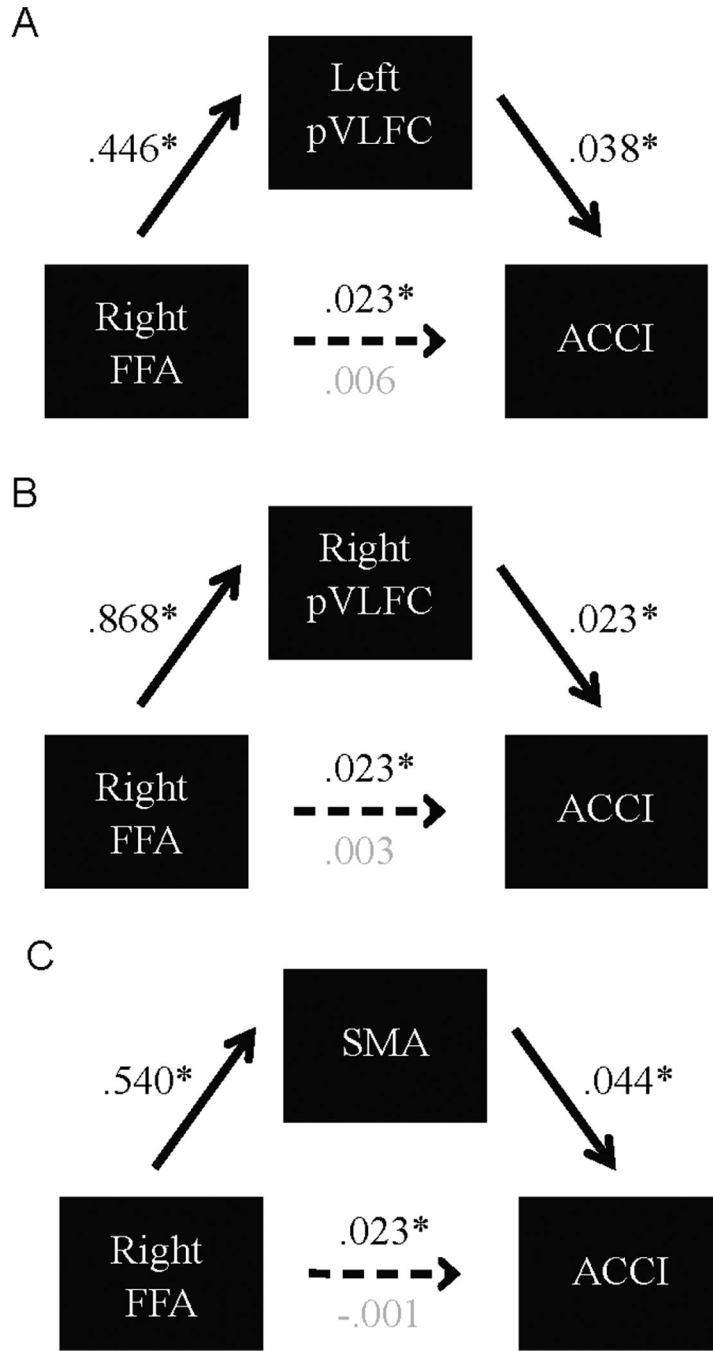 A
Left
pVLFC
.446*
.038*
Right
FFA
.023*
.006
ACCI
B
Right
pVLFC
.868*
.023*
Right
FFA
.023*
.003
ACCI
C
SMA
.540*
.044*
Right
FFA
.023*
-.001
ACCI